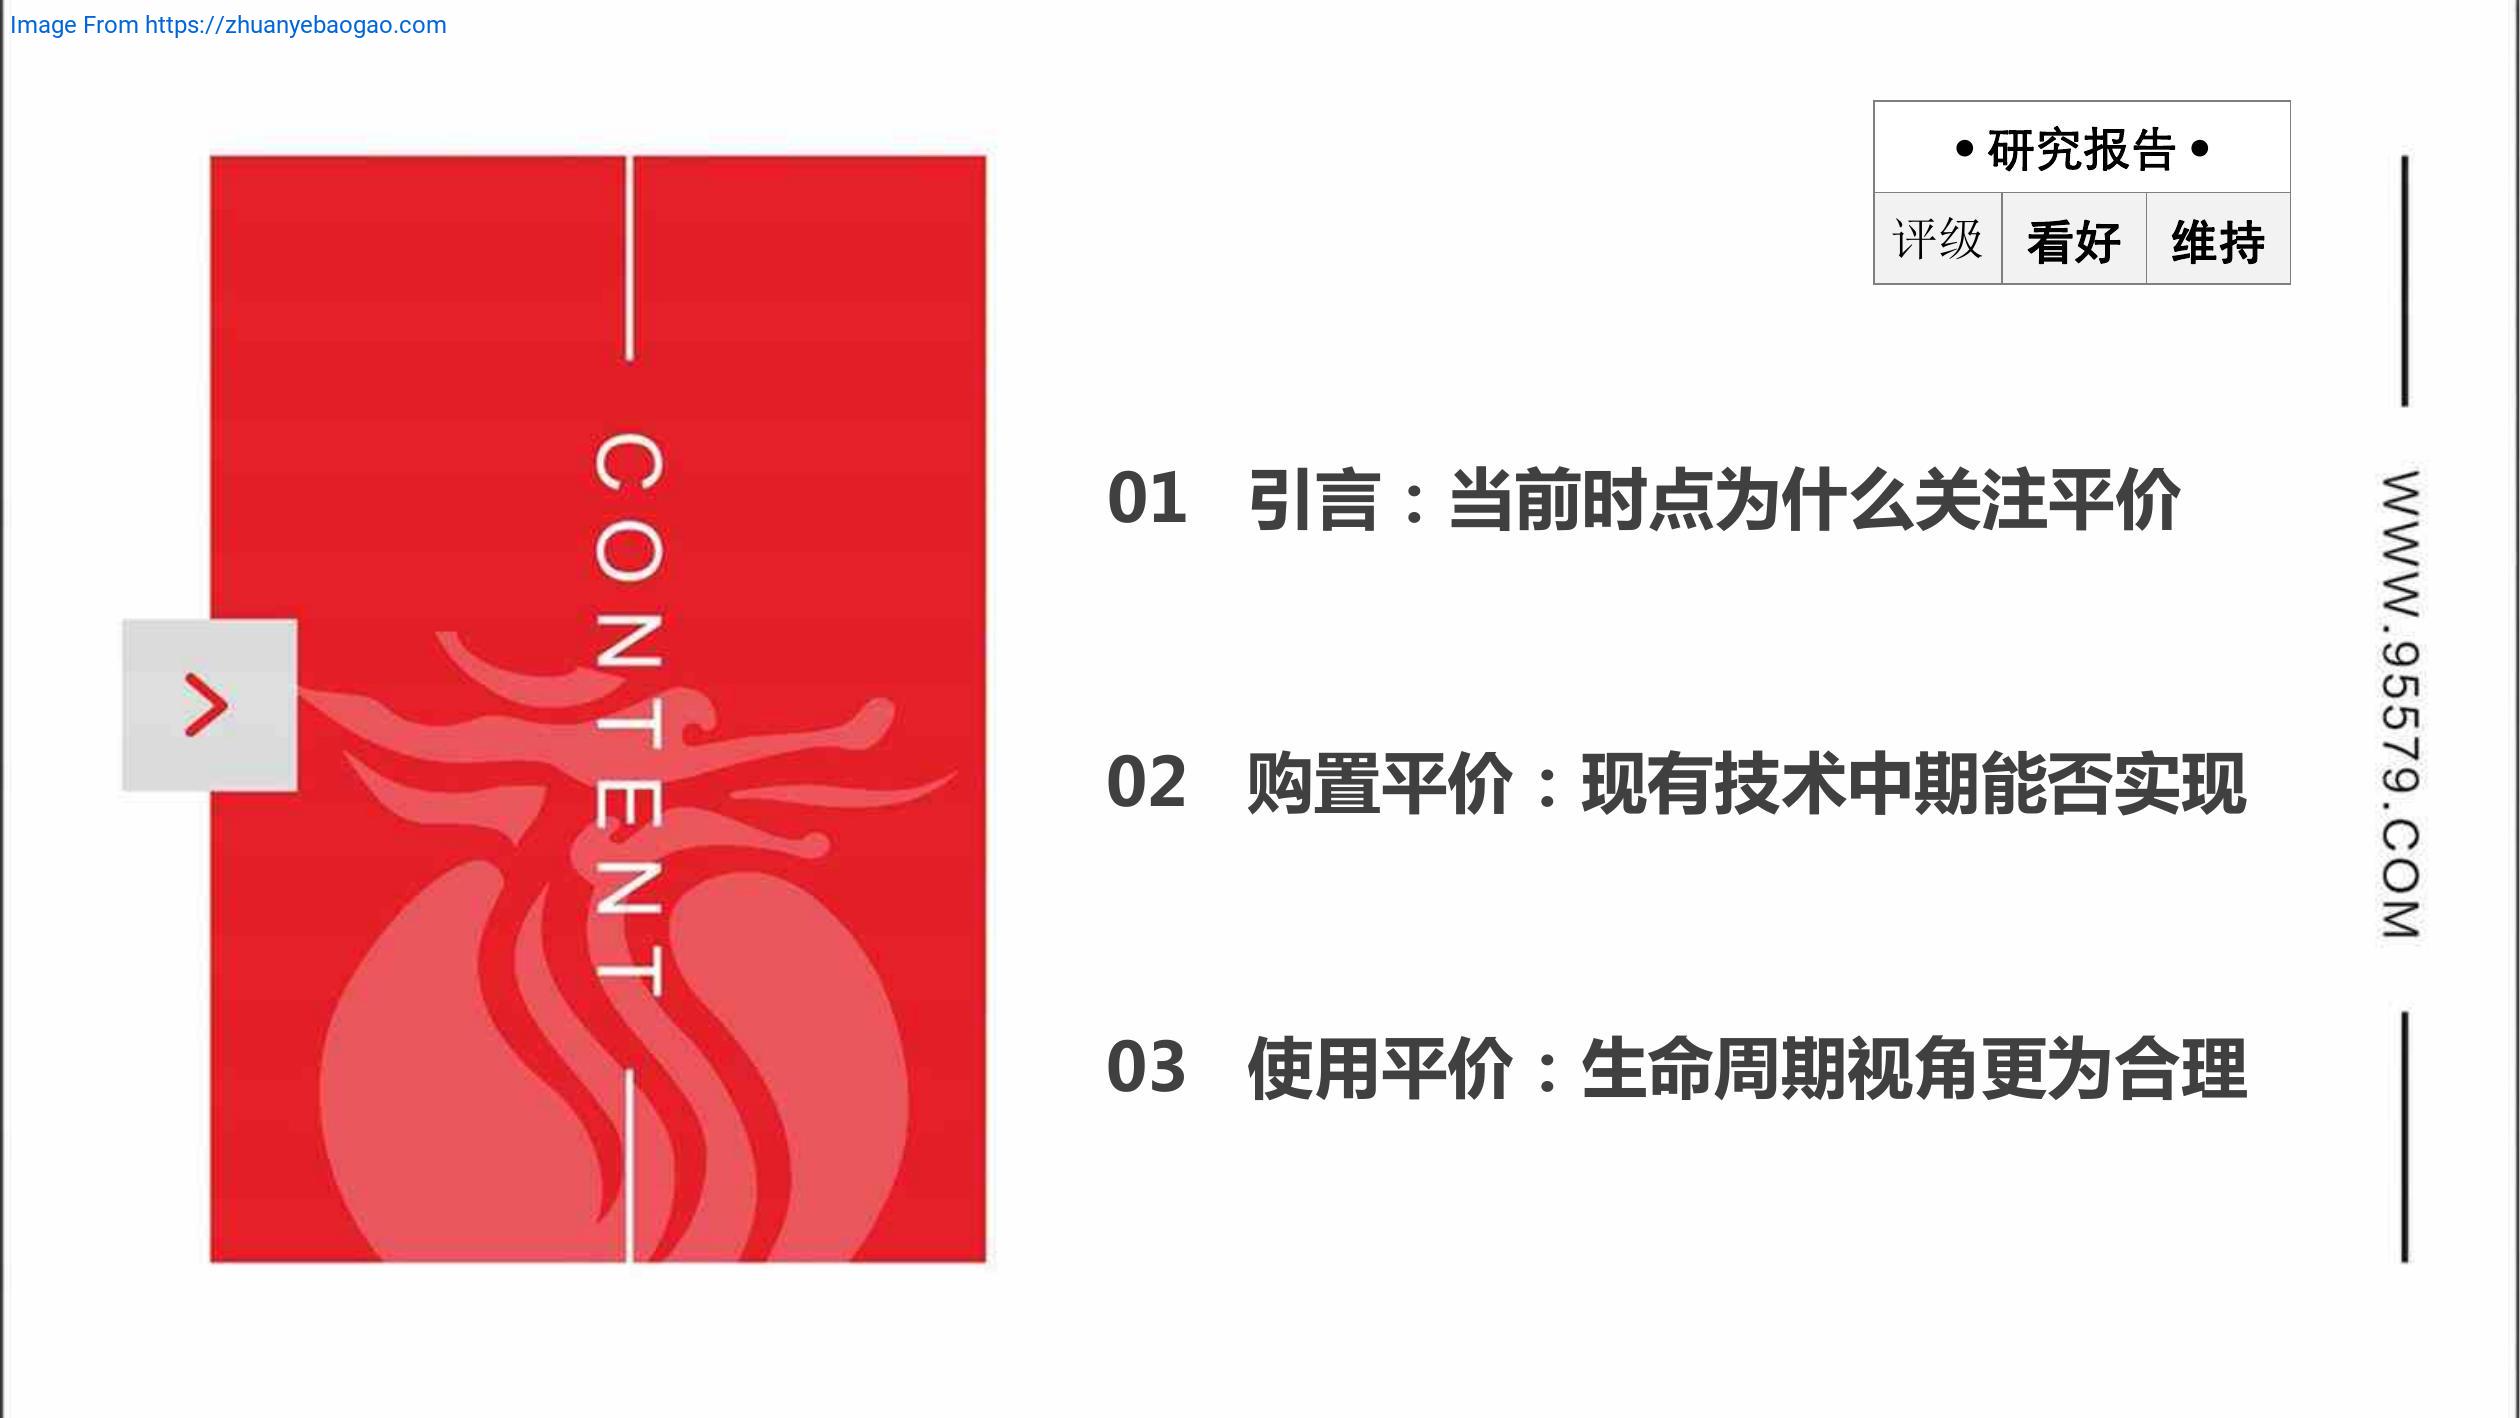 Image From https://zhuanyebaogao.com
•研究报告•
评级 看好 维持
CONTENT
01 引言：当前时点为什么关注平价
02 购置平价：现有技术中期能否实现
03 使用平价：生命周期视角更为合理
WWW.95579.COM